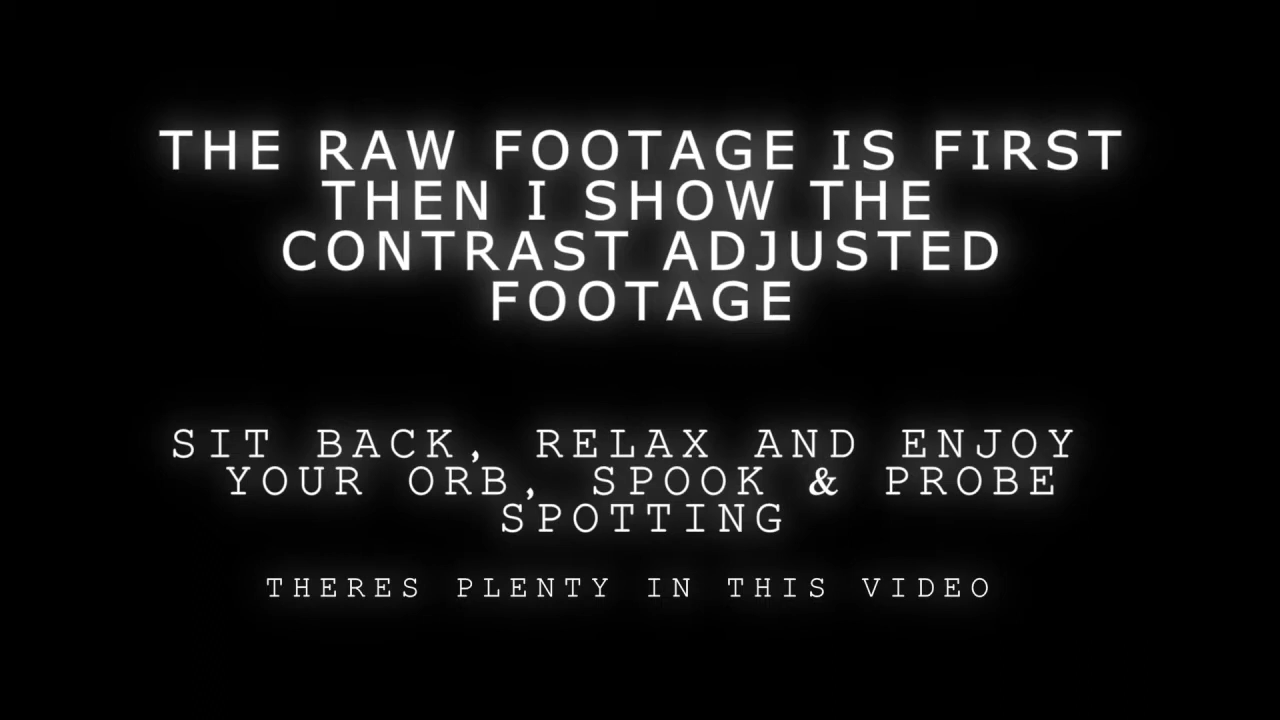 THE RAW FOOTAGE IS FIRST
THEN I SHOW THE
CONTRAST ADJUSTED
FOOTAGE
SIT BACK, RELAX AND ENJOY
YOUR ORB, SPOOK & PROBE
SPOTTING
THERES PLENTY IN THIS VIDEO